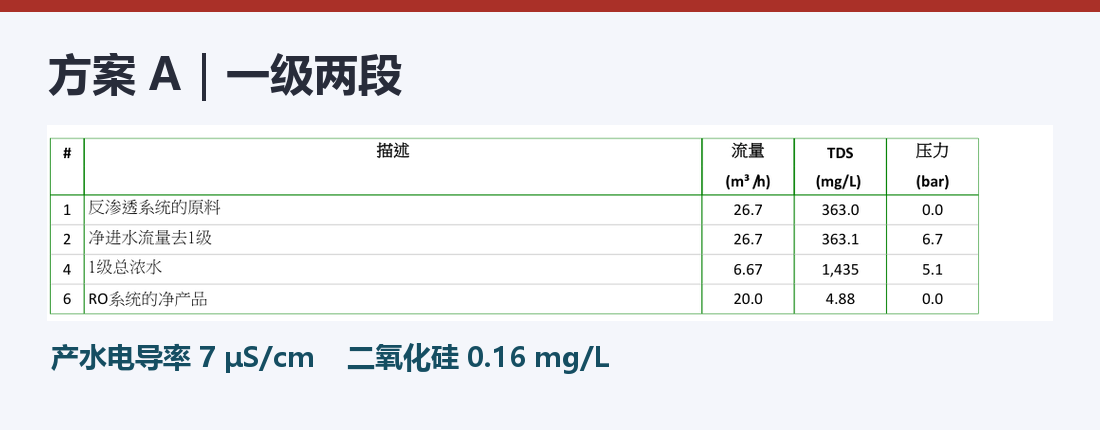 方案 A｜一级两段
# 描述 流量 (m³/h) TDS (mg/L) 压力 (bar)
1 反渗透系统的原料 26.7 363.0 0.0
2 净进水流量去1级 26.7 363.1 6.7
4 1级总浓水 6.67 1,435 5.1
6 RO系统的净产品 20.0 4.88 0.0
产水电导率 7 µS/cm 二氧化硅 0.16 mg/L